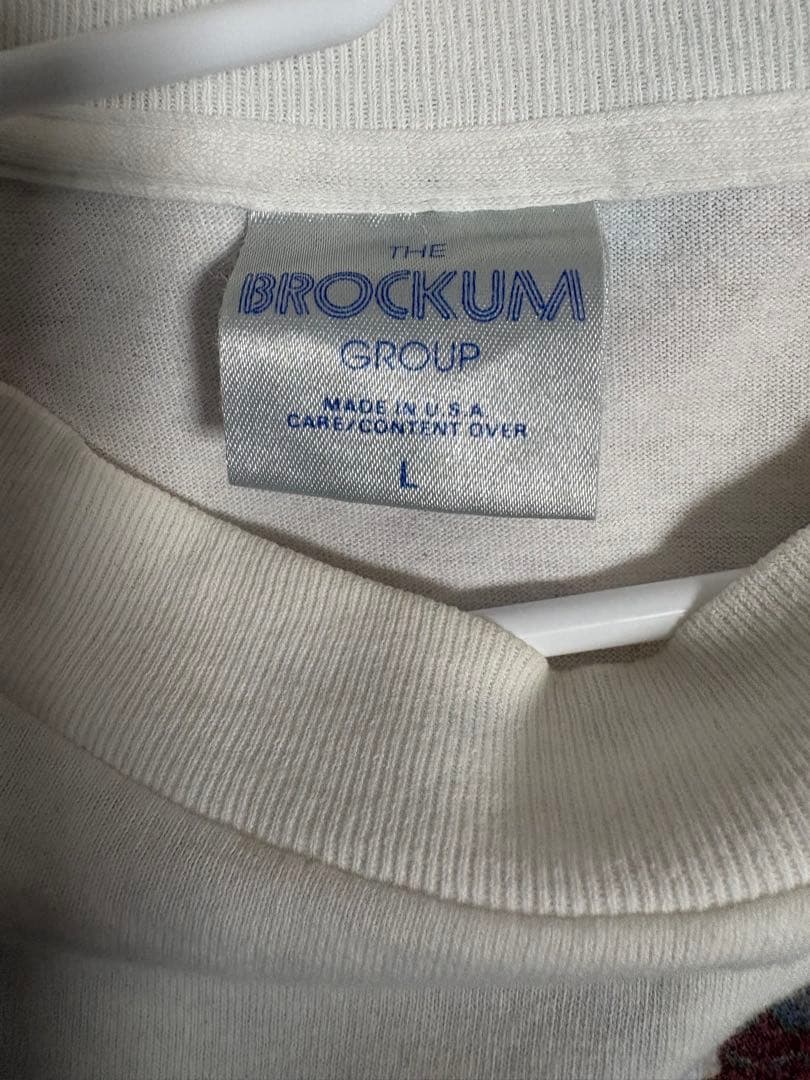 THE
BROCKUM
GROUP
MADE IN U.S.A.
CARE/CONTENT OVER
L